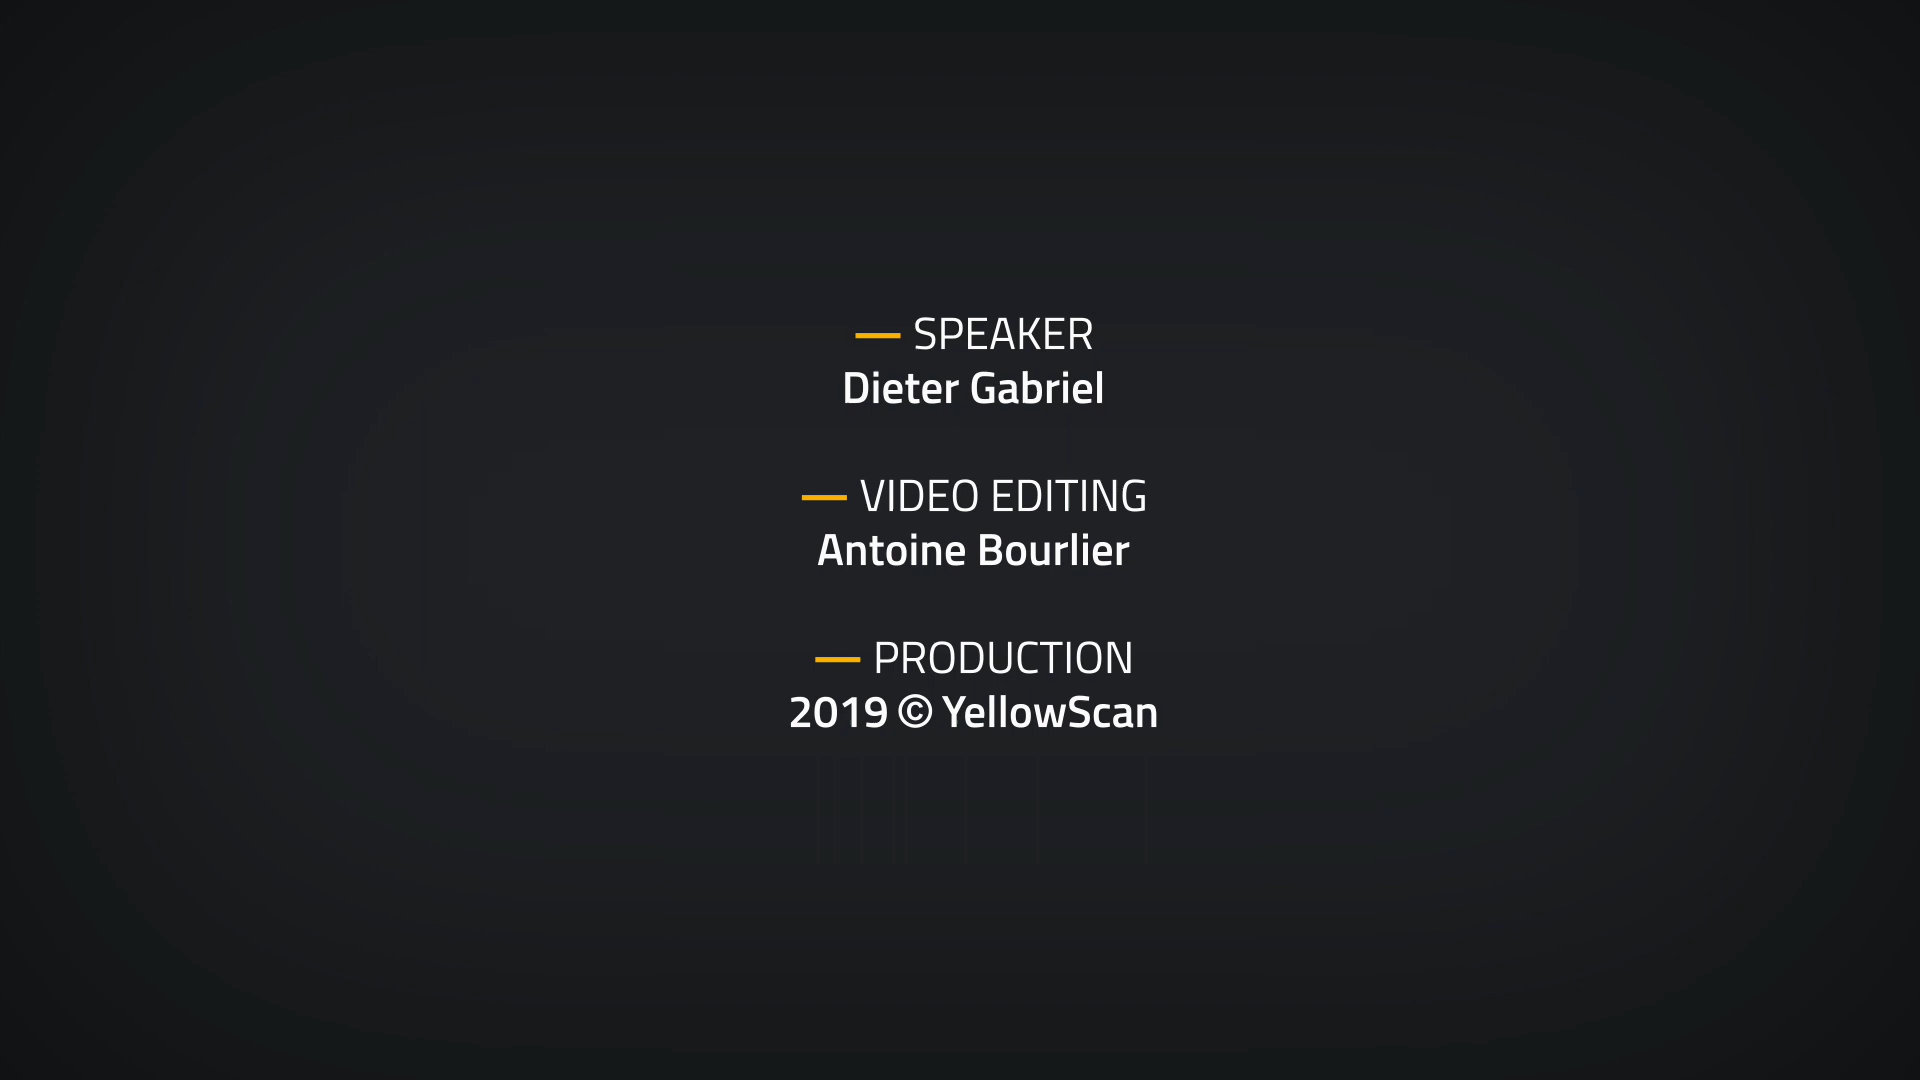 — SPEAKER
Dieter Gabriel
— VIDEO EDITING
Antoine Bourlier
— PRODUCTION
2019 © YellowScan